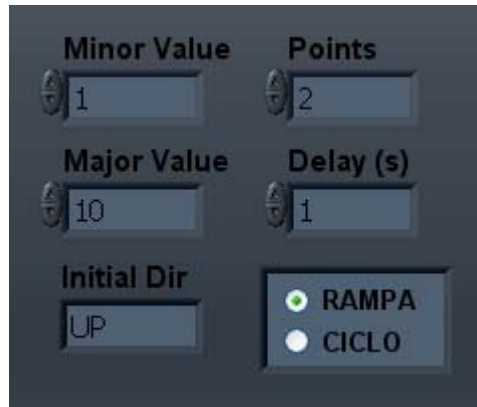 Minor Value
Points
1
2
Major Value
Delay (s)
10
1
Initial Dir
UP
RAMPA
CICLO